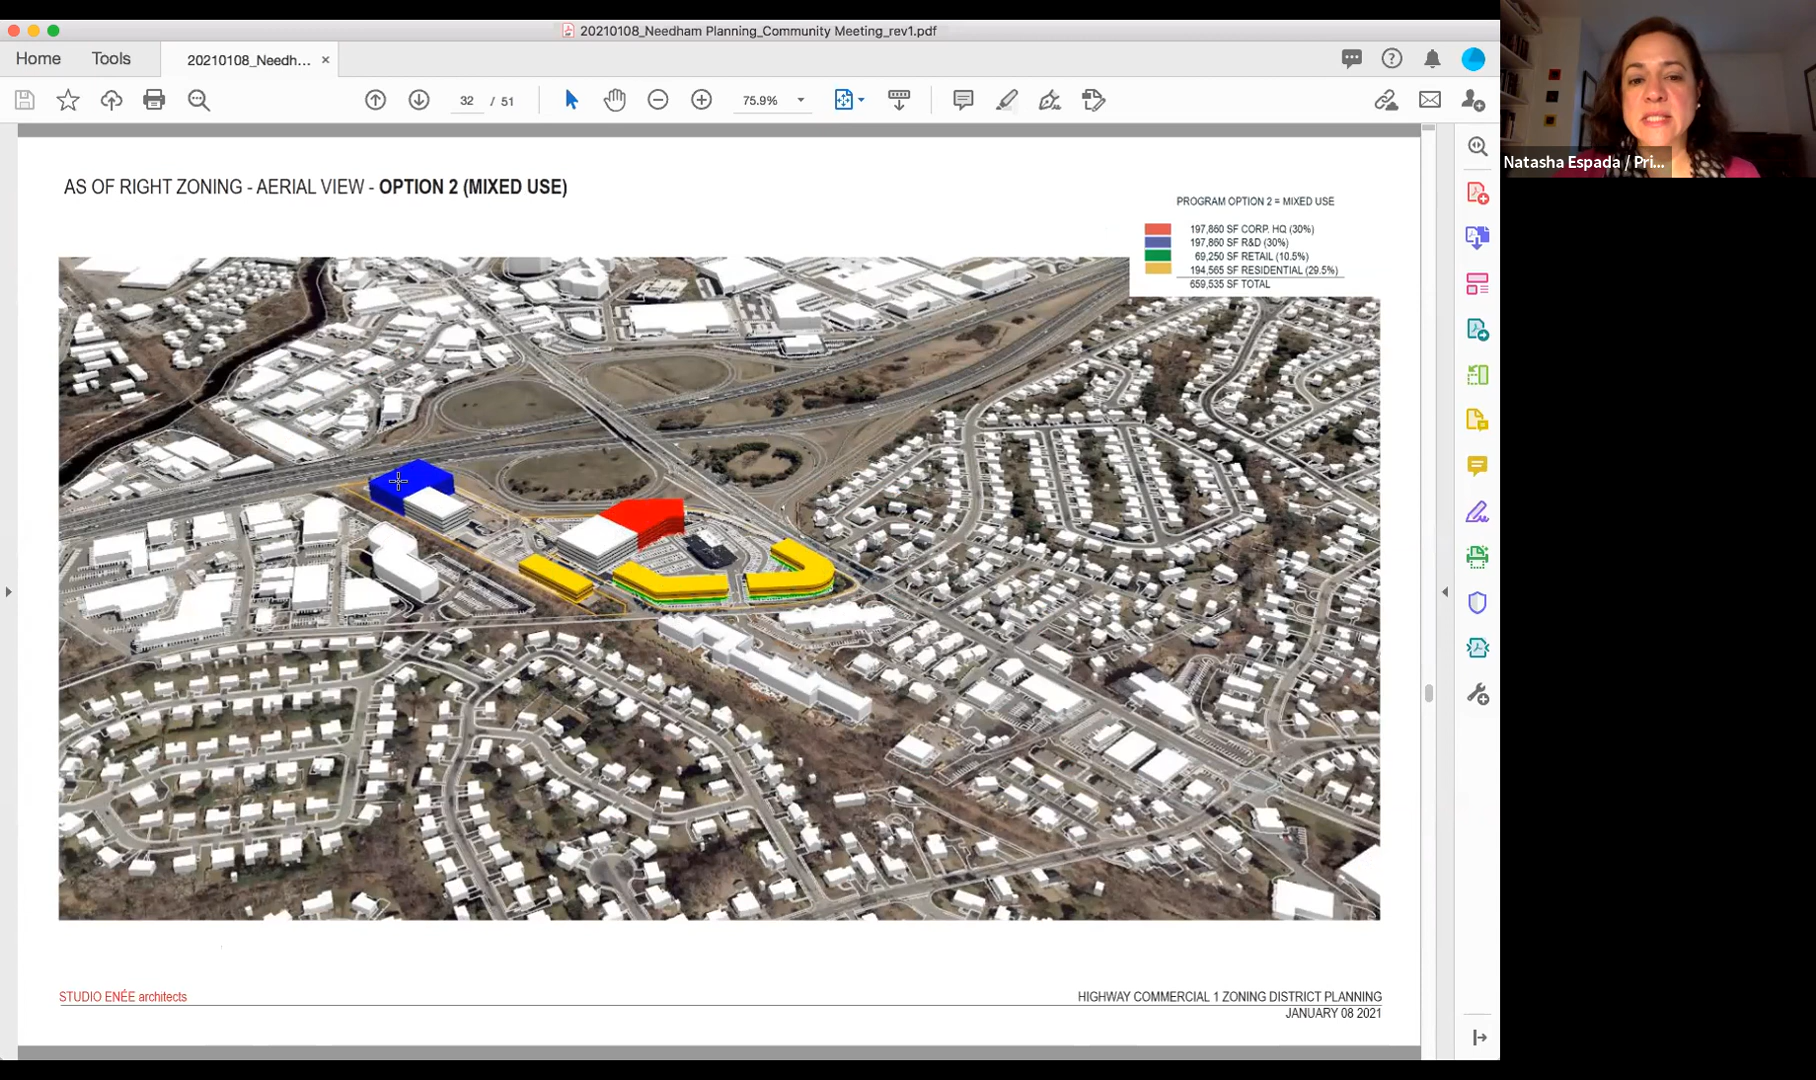 20210108_Needham Planning_Community Meeting_rev1.pdf
Home Tools 20210108_Needh... ×
32 / 51 75.9%
AS OF RIGHT ZONING - AERIAL VIEW - OPTION 2 (MIXED USE)
PROGRAM OPTION 2 = MIXED USE
197,860 SF CORP. HQ (30%)
197,860 SF R&D (30%)
69,250 SF RETAIL (10.5%)
194,565 SF RESIDENTIAL (29.5%)
659,535 SF TOTAL
STUDIO ENÉE architects
HIGHWAY COMMERCIAL 1 ZONING DISTRICT PLANNING
JANUARY 08 2021
Natasha Espada / Pri...